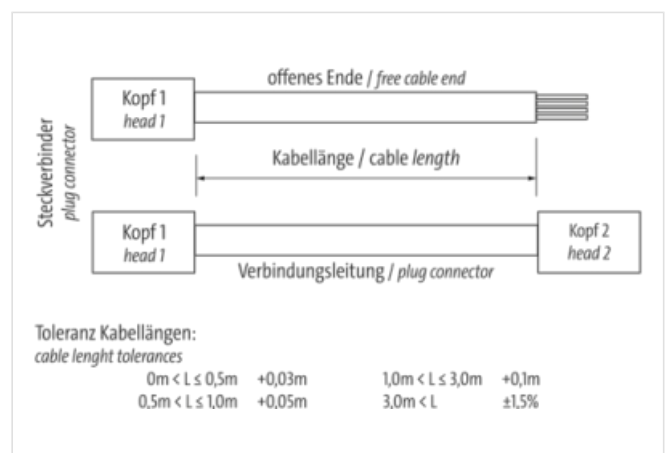 offenes Ende / free cable end
Kopf 1
head 1
Steckverbinder
plug connector
Kabellänge / cable length
Kopf 1
head 1
Kopf 2
head 2
Verbindungsleitung / plug connector
Toleranz Kabellängen:
cable lenght tolerances
0m < L ≤ 0,5m +0,03m 1,0m < L ≤ 3,0m +0,1m
0.5m < L ≤ 1,0m +0,05m 3,0m < L ±1,5%